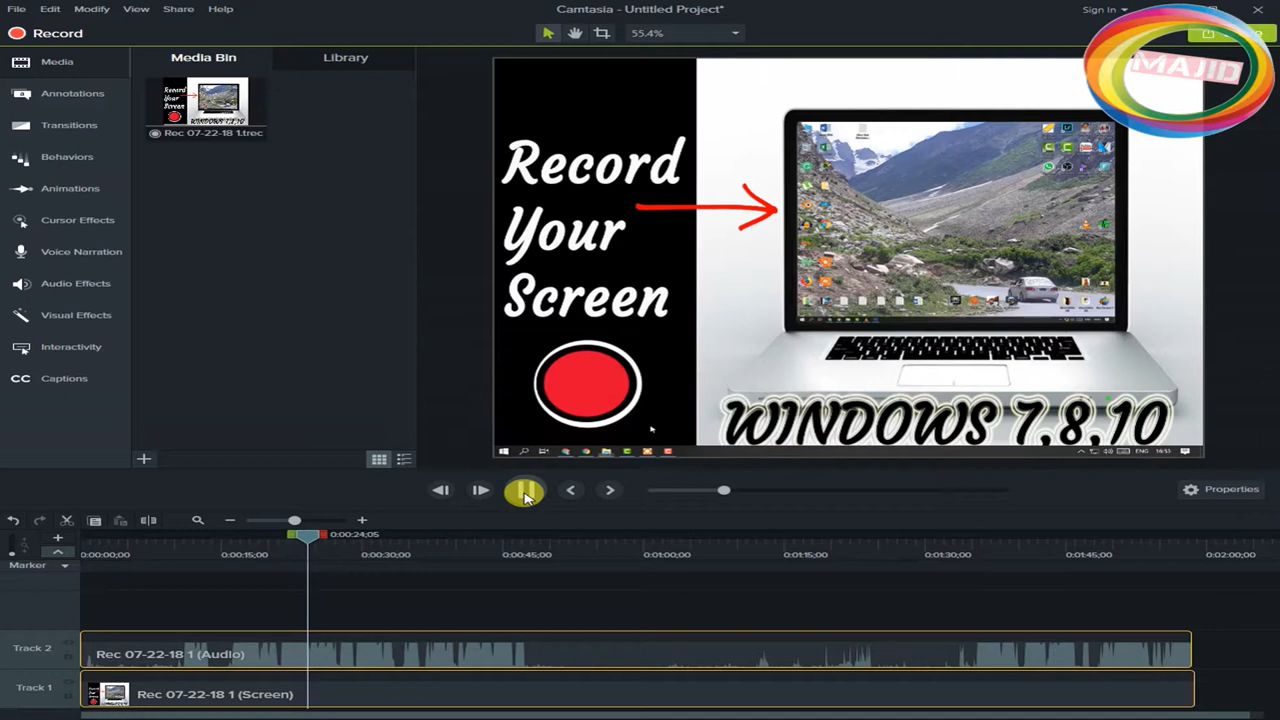 File Edit Modify View Share Help
Camtasia - Untitled Project*
Sign In
Record
55.4%
MAJID
Media
Annotations
Transitions
Behaviors
Animations
Cursor Effects
Voice Narration
Audio Effects
Visual Effects
Interactivity
CC Captions
Media Bin
Library
Rec 07-22-18 1.trec
Record
Your
Screen
WINDOWS 7,8,10
ENG 16:53
Properties
0:00:24;05
0:00:00;00 0:00:15;00 0:00:30;00 0:00:45;00 0:01:00;00 0:01:15;00 0:01:30;00 0:01:45;00 0:02:00;00
Marker
Track 2
Rec 07-22-18 1 (Audio)
Track 1
Rec 07-22-18 1 (Screen)